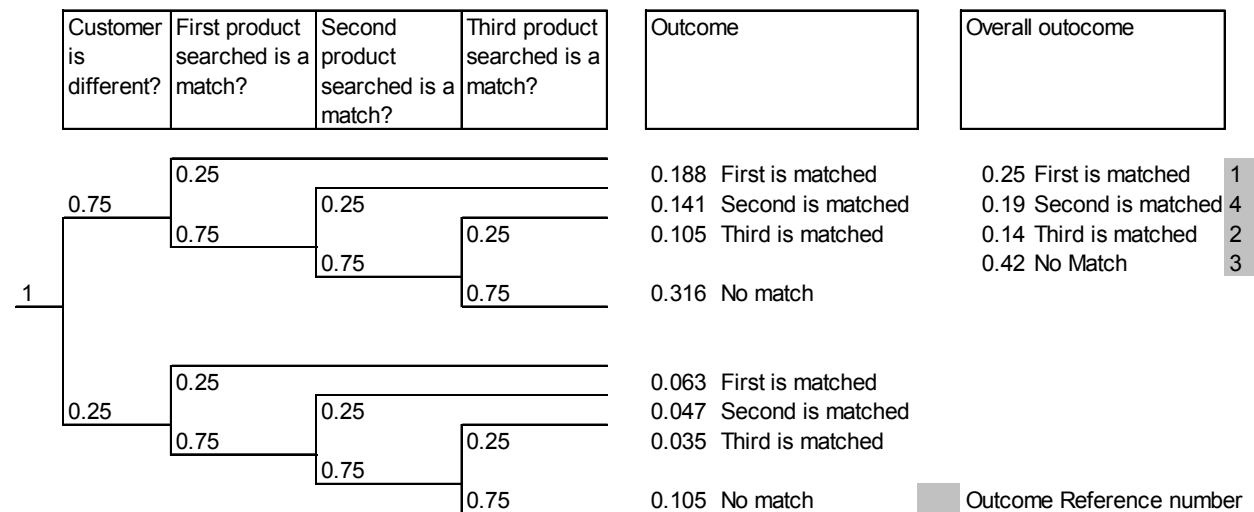 Customer is different?
First product searched is a match?
Second product searched is a match?
Third product searched is a match?
Outcome
Overall outocome
0.25
0.188 First is matched
0.25 First is matched 1
0.75
0.25
0.141 Second is matched
0.19 Second is matched 4
0.75
0.25
0.105 Third is matched
0.14 Third is matched 2
0.75
0.42 No Match 3
1
0.75
0.316 No match
0.25
0.063 First is matched
0.25
0.25
0.047 Second is matched
0.75
0.25
0.035 Third is matched
0.75
0.75
0.105 No match
Outcome Reference number